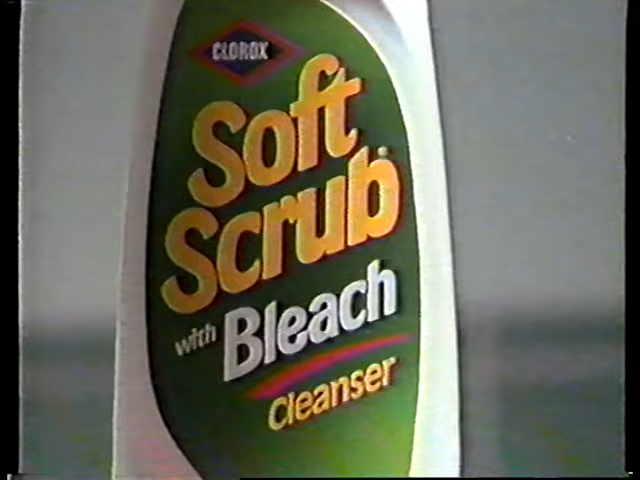 CLOROX
Soft
Scrub
with Bleach
Cleanser